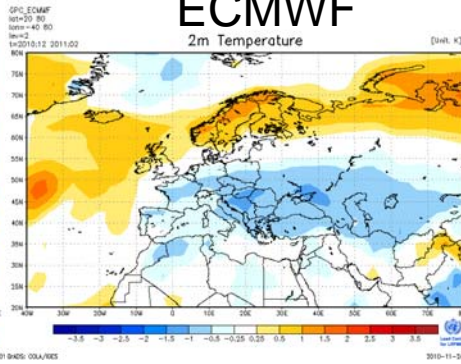 ECMWF
GPC_ECMWF
lat=20 80
lon=-40 80
lev=2
t=2010:12 2011:02
2m Temperature
(Unit: K)
80N
75N
70N
65N
60N
55N
50N
45N
40N
35N
30N
25N
20N
40W 30W 20W 10W 0 10E 20E 30E 40E 50E 60E 70E
-3.5 -3 -2.5 -2 -1.5 -1 -0.5 -0.25 0.25 0.5 1 1.5 2 2.5 3 3.5
GrADS: COLA/IGES